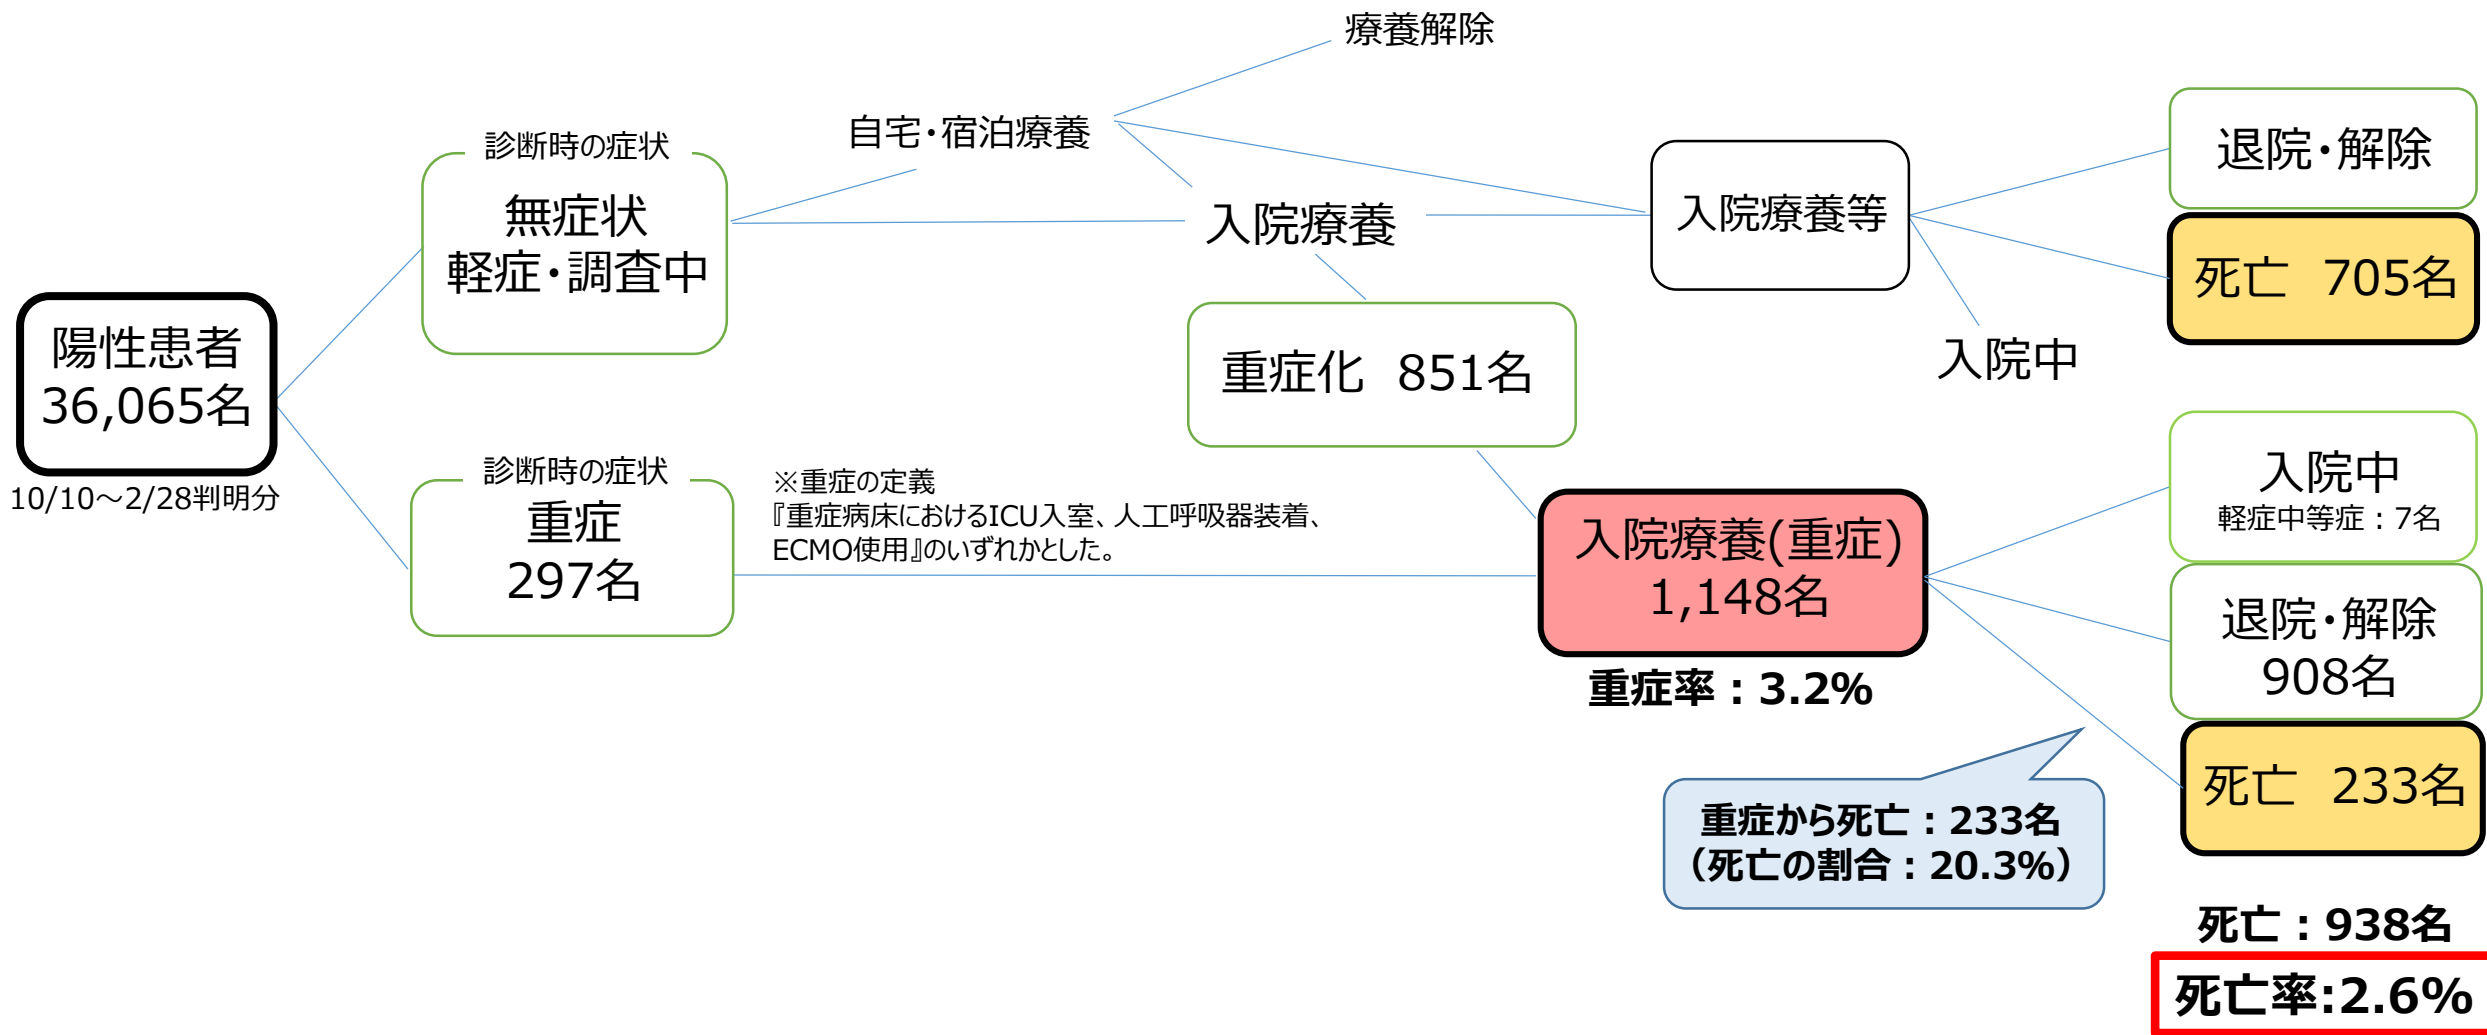 療養解除
自宅・宿泊療養
診断時の症状
無症状
軽症・調査中
入院療養
入院療養等
退院・解除
死亡　705名
入院中
陽性患者
36,065名
10/10～2/28判明分
重症化　851名
診断時の症状
重症
297名
※重症の定義
『重症病床におけるICU入室、人工呼吸器装着、
ECMO使用』のいずれかとした。
入院療養(重症)
1,148名
重症率：3.2%
入院中
軽症中等症：7名
退院・解除
908名
死亡　233名
重症から死亡：233名
（死亡の割合：20.3%）
死亡：938名
死亡率:2.6%